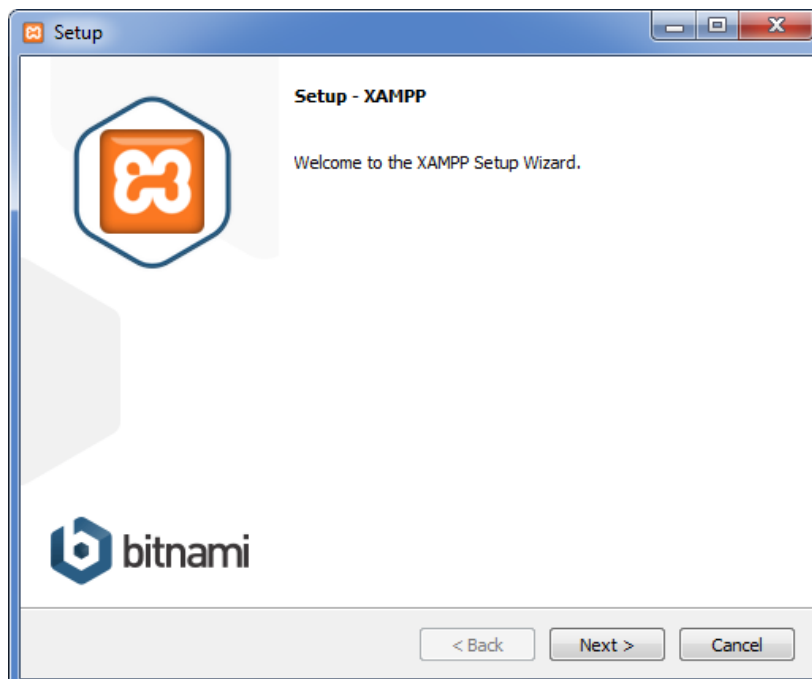 Setup
Setup - XAMPP
Welcome to the XAMPP Setup Wizard.
bitnami
< Back
Next >
Cancel